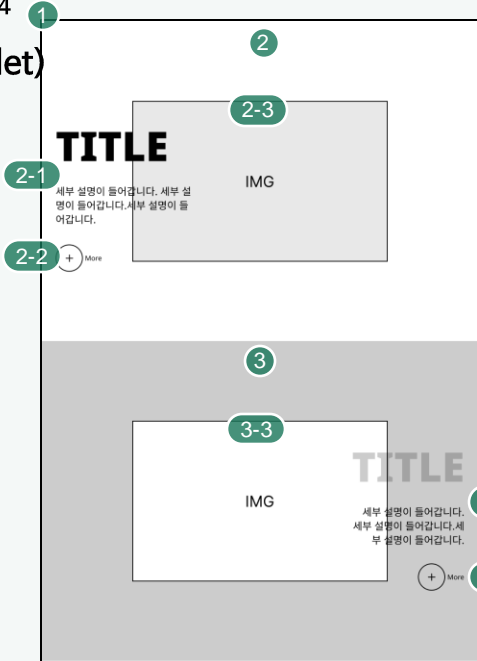 4
1
let)
2
2-3
TITLE
IMG
2-1
세부 설명이 들어갑니다. 세부 설
명이 들어갑니다.세부 설명이 들
어갑니다.
2-2
+ More
3
3-3
TITLE
IMG
세부 설명이 들어갑니다.
세부 설명이 들어갑니다.세
부 설명이 들어갑니다.
+ More